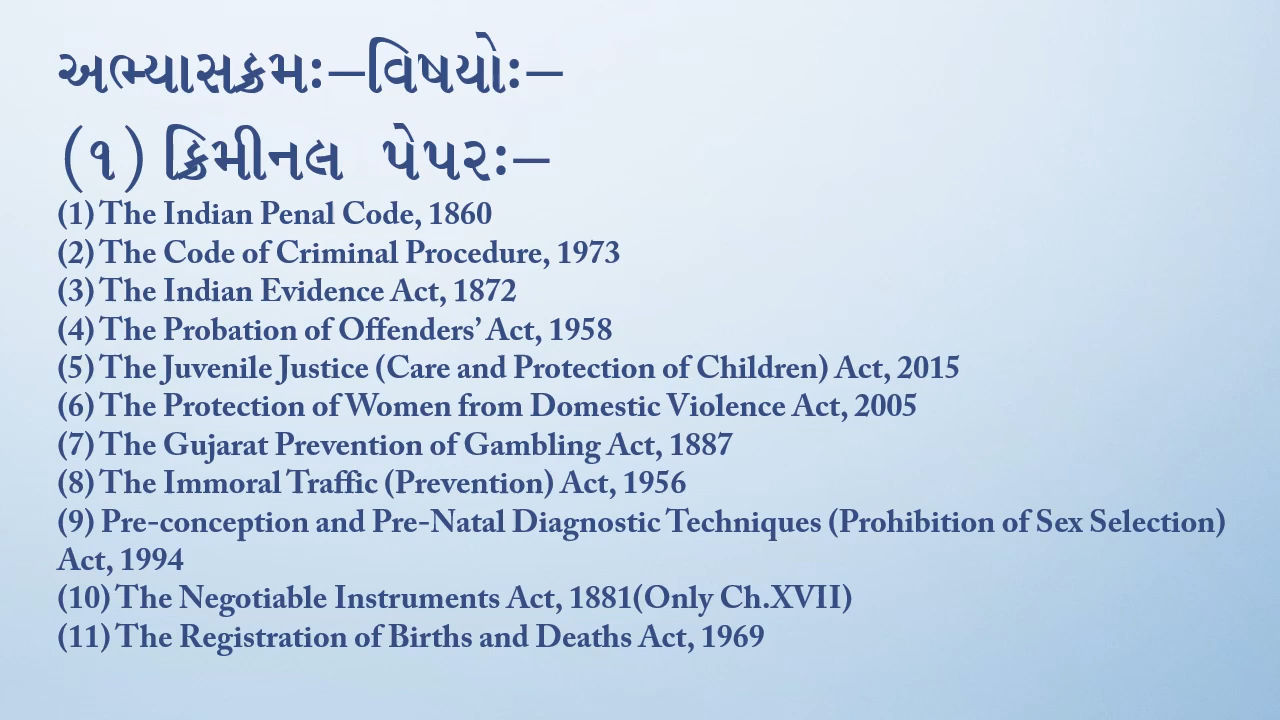 અભ્યાસક્રમઃ–વિષયોઃ–
(૧) ક્રિમીનલ પેપરઃ–
(1) The Indian Penal Code, 1860
(2) The Code of Criminal Procedure, 1973
(3) The Indian Evidence Act, 1872
(4) The Probation of Offenders’ Act, 1958
(5) The Juvenile Justice (Care and Protection of Children) Act, 2015
(6) The Protection of Women from Domestic Violence Act, 2005
(7) The Gujarat Prevention of Gambling Act, 1887
(8) The Immoral Traffic (Prevention) Act, 1956
(9) Pre-conception and Pre-Natal Diagnostic Techniques (Prohibition of Sex Selection)
Act, 1994
(10) The Negotiable Instruments Act, 1881(Only Ch.XVII)
(11) The Registration of Births and Deaths Act, 1969